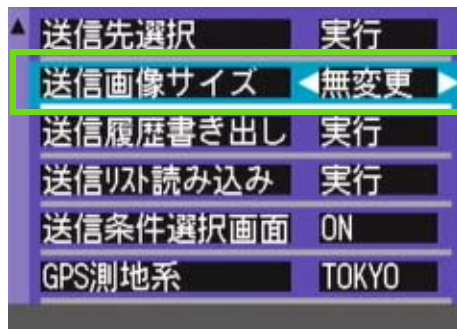 送信先選択 実行
送信画像サイズ 無変更
送信履歴書き出し 実行
送信リスト読み込み 実行
送信条件選択画面 ON
GPS測地系 TOKYO